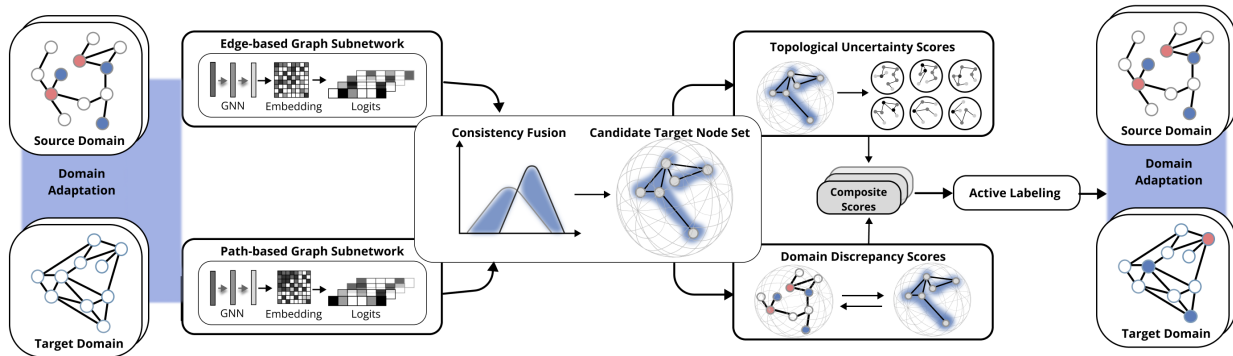 Source Domain
Domain
Adaptation
Target Domain
Edge-based Graph Subnetwork
GNN
Embedding
Logits
Path-based Graph Subnetwork
GNN
Embedding
Logits
Consistency Fusion
Candidate Target Node Set
Topological Uncertainty Scores
Composite
Scores
Domain Discrepancy Scores
Active Labeling
Source Domain
Domain
Adaptation
Target Domain